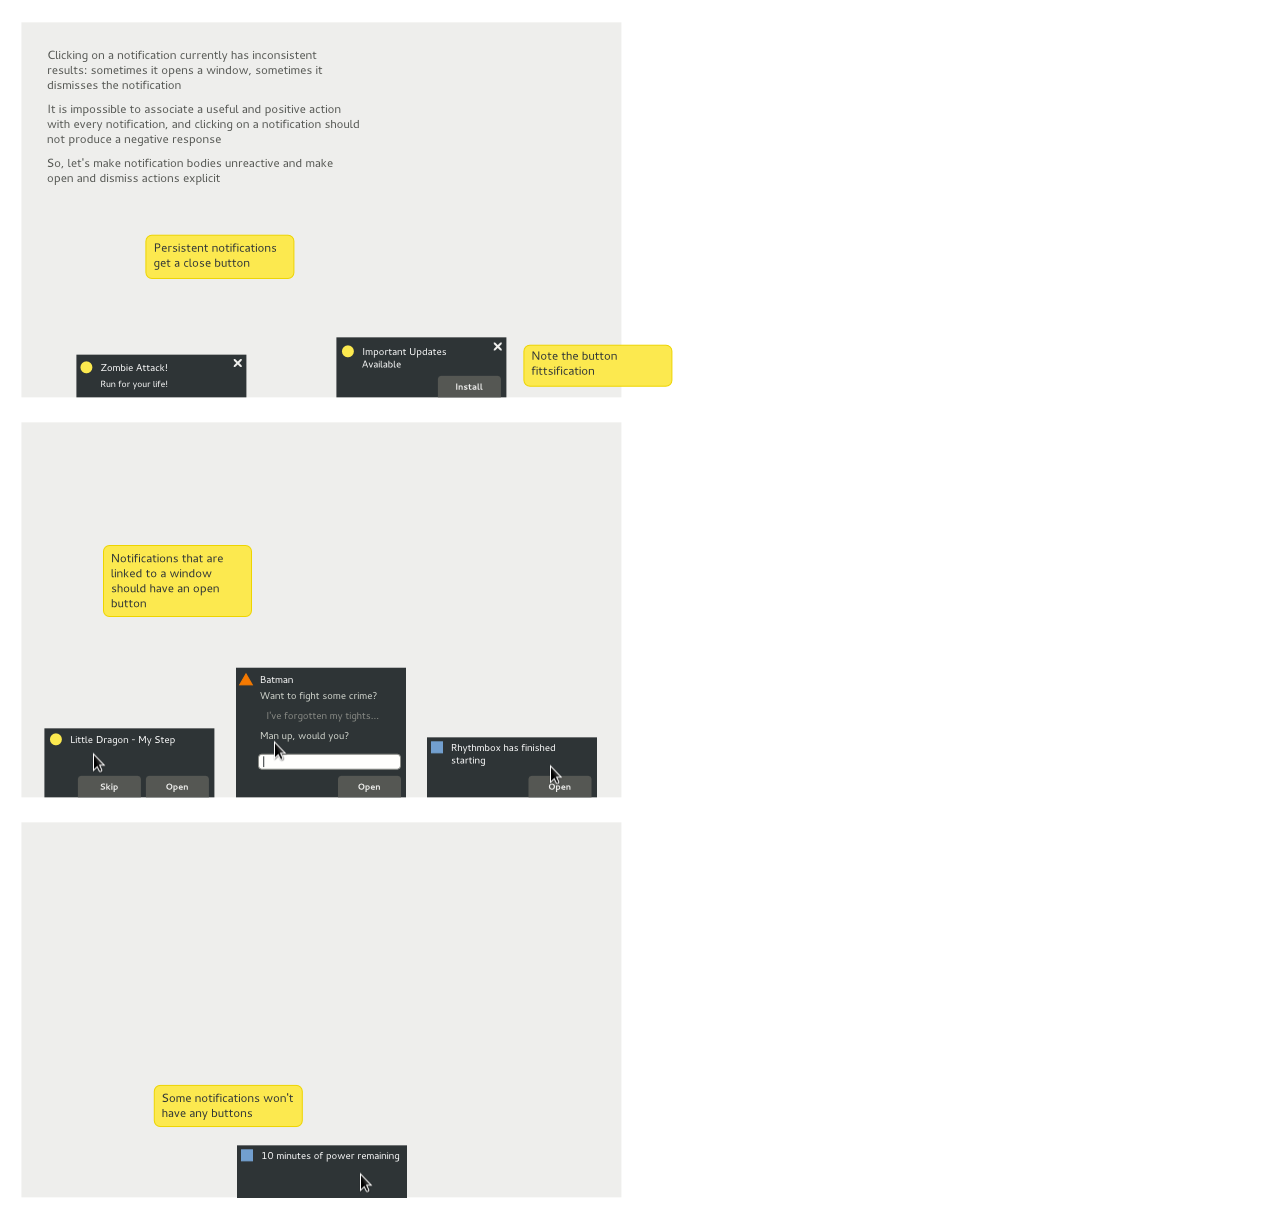 Clicking on a notification currently has inconsistent
results: sometimes it opens a window, sometimes it
dismisses the notification
It is impossible to associate a useful and positive action
with every notification, and clicking on a notification should
not produce a negative response
So, let's make notification bodies unreactive and make
open and dismiss actions explicit
Persistent notifications
get a close button
Zombie Attack!
Run for your life!
Important Updates
Available
Install
Note the button
fittsification
Notifications that are
linked to a window
should have an open
button
Little Dragon - My Step
Skip
Open
Batman
Want to fight some crime?
I've forgotten my tights...
Man up, would you?
Open
Rhythmbox has finished
starting
Open
Some notifications won't
have any buttons
10 minutes of power remaining